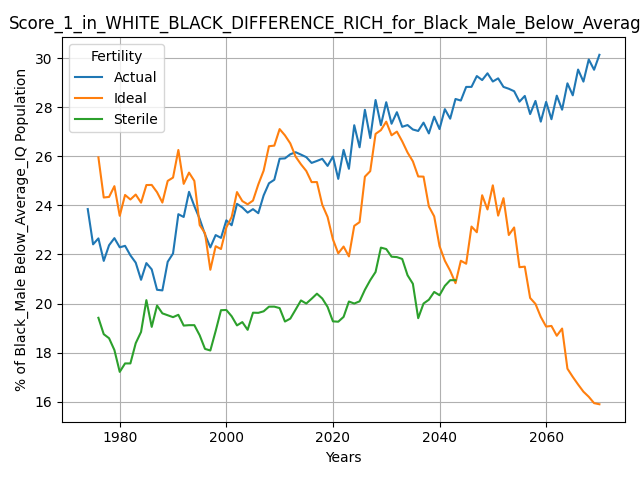 Score_1_in_WHITE_BLACK_DIFFERENCE_RICH_for_Black_Male_Below_Averag
Fertility
Actual
Ideal
Sterile
% of Black_Male Below_Average_IQ Population
30
28
26
24
22
20
18
16
1980 2000 2020 2040 2060
Years